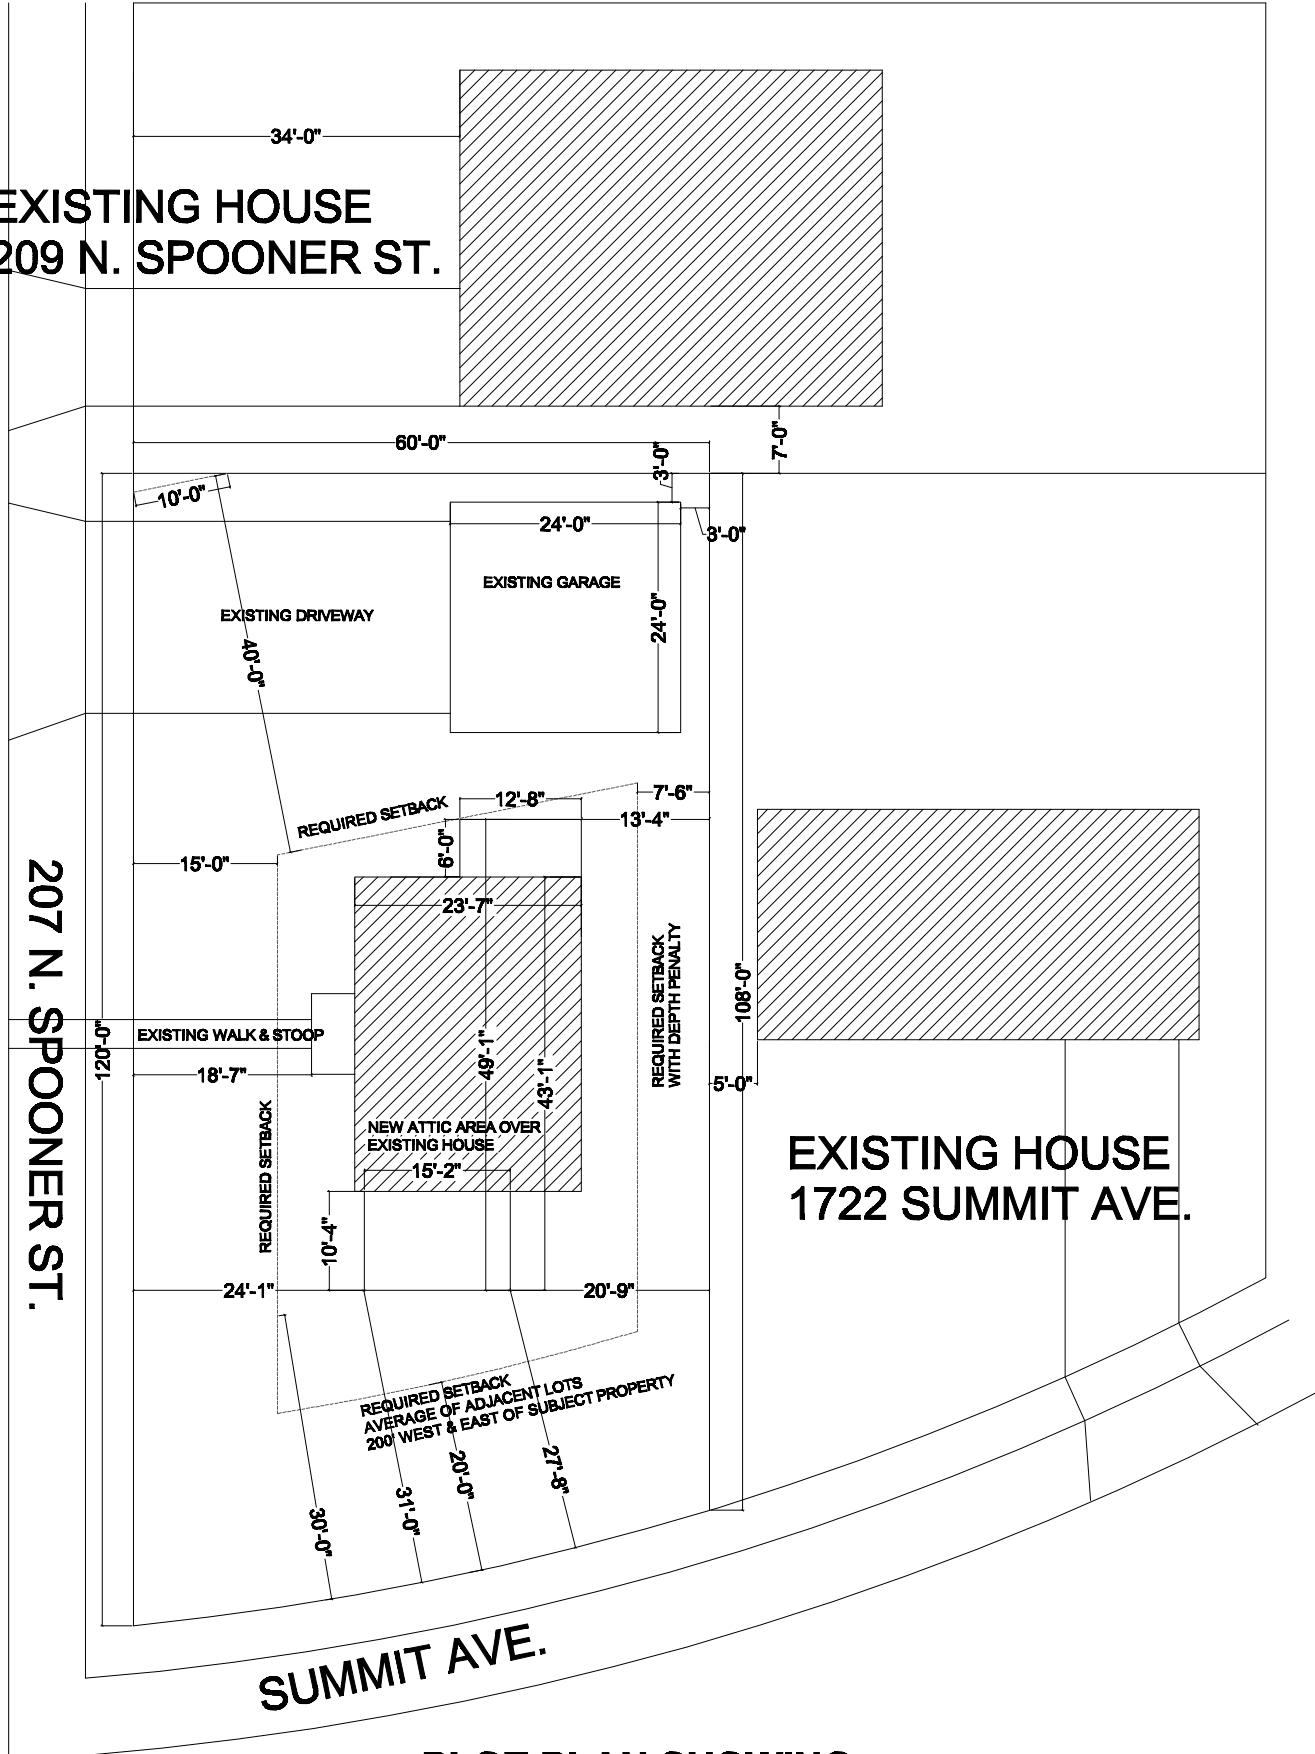 34'-0"
EXISTING HOUSE
209 N. SPOONER ST.
60'-0"
7'-0"
3'-0"
10'-0"
24'-0"
3'-0"
EXISTING GARAGE
24'-0"
EXISTING DRIVEWAY
40'-0"
12'-8"
7'-6"
REQUIRED SETBACK
13'-4"
6'-0"
15'-0"
23'-7"
207 N. SPOONER ST.
REQUIRED SETBACK
WITH DEPTH PENALTY
108'-0"
EXISTING WALK & STOOP
120'-0"
49'-1"
43'-1"
18'-7"
5'-0"
REQUIRED SETBACK
NEW ATTIC AREA OVER
EXISTING HOUSE
15'-2"
EXISTING HOUSE
1722 SUMMIT AVE.
10'-4"
24'-1"
20'-9"
REQUIRED SETBACK
AVERAGE OF ADJACENT LOTS
200' WEST & EAST OF SUBJECT PROPERTY
30'-0"
31'-0"
20'-0"
27'-8"
SUMMIT AVE.
PLOT PLAN SHOWING